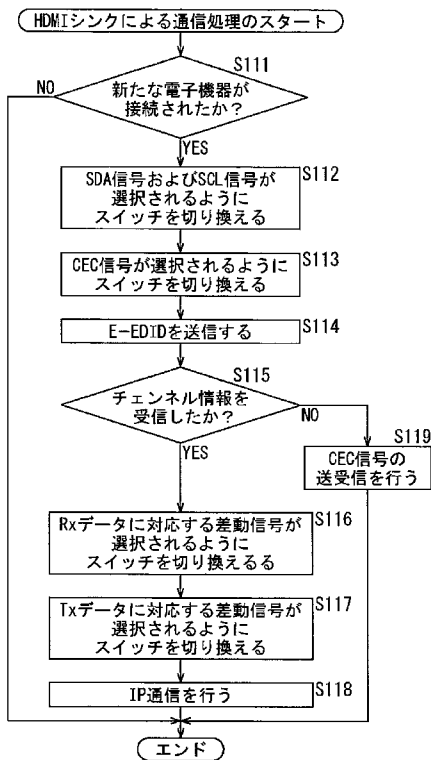 HDMIシンクによる通信処理のスタート
S111
新たな電子機器が
接続されたか？
NO
YES
S112
SDA信号およびSCL信号が
選択されるように
スイッチを切り換える
S113
CEC信号が選択されるように
スイッチを切り換える
S114
E-EDIDを送信する
S115
チェンネル情報を
受信したか？
NO
YES
S119
CEC信号の
送受信を行う
S116
Rxデータに対応する差動信号が
選択されるように
スイッチを切り換えるる
S117
Txデータに対応する差動信号が
選択されるように
スイッチを切り換える
S118
IP通信を行う
エンド